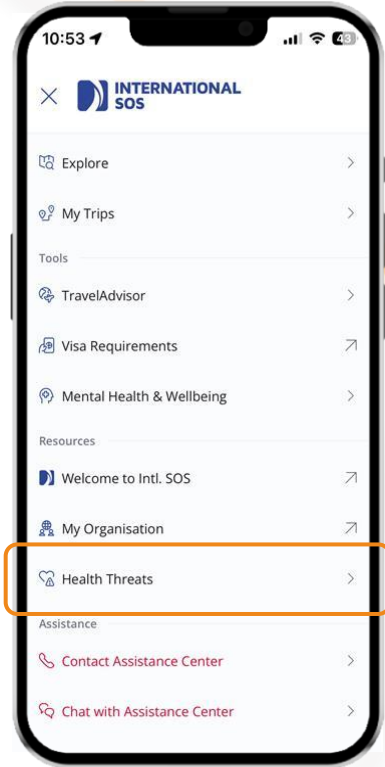 10:53
43
INTERNATIONAL
SOS
Explore
My Trips
Tools
TravelAdvisor
Visa Requirements
Mental Health & Wellbeing
Resources
Welcome to Intl. SOS
My Organisation
Health Threats
Assistance
Contact Assistance Center
Chat with Assistance Center